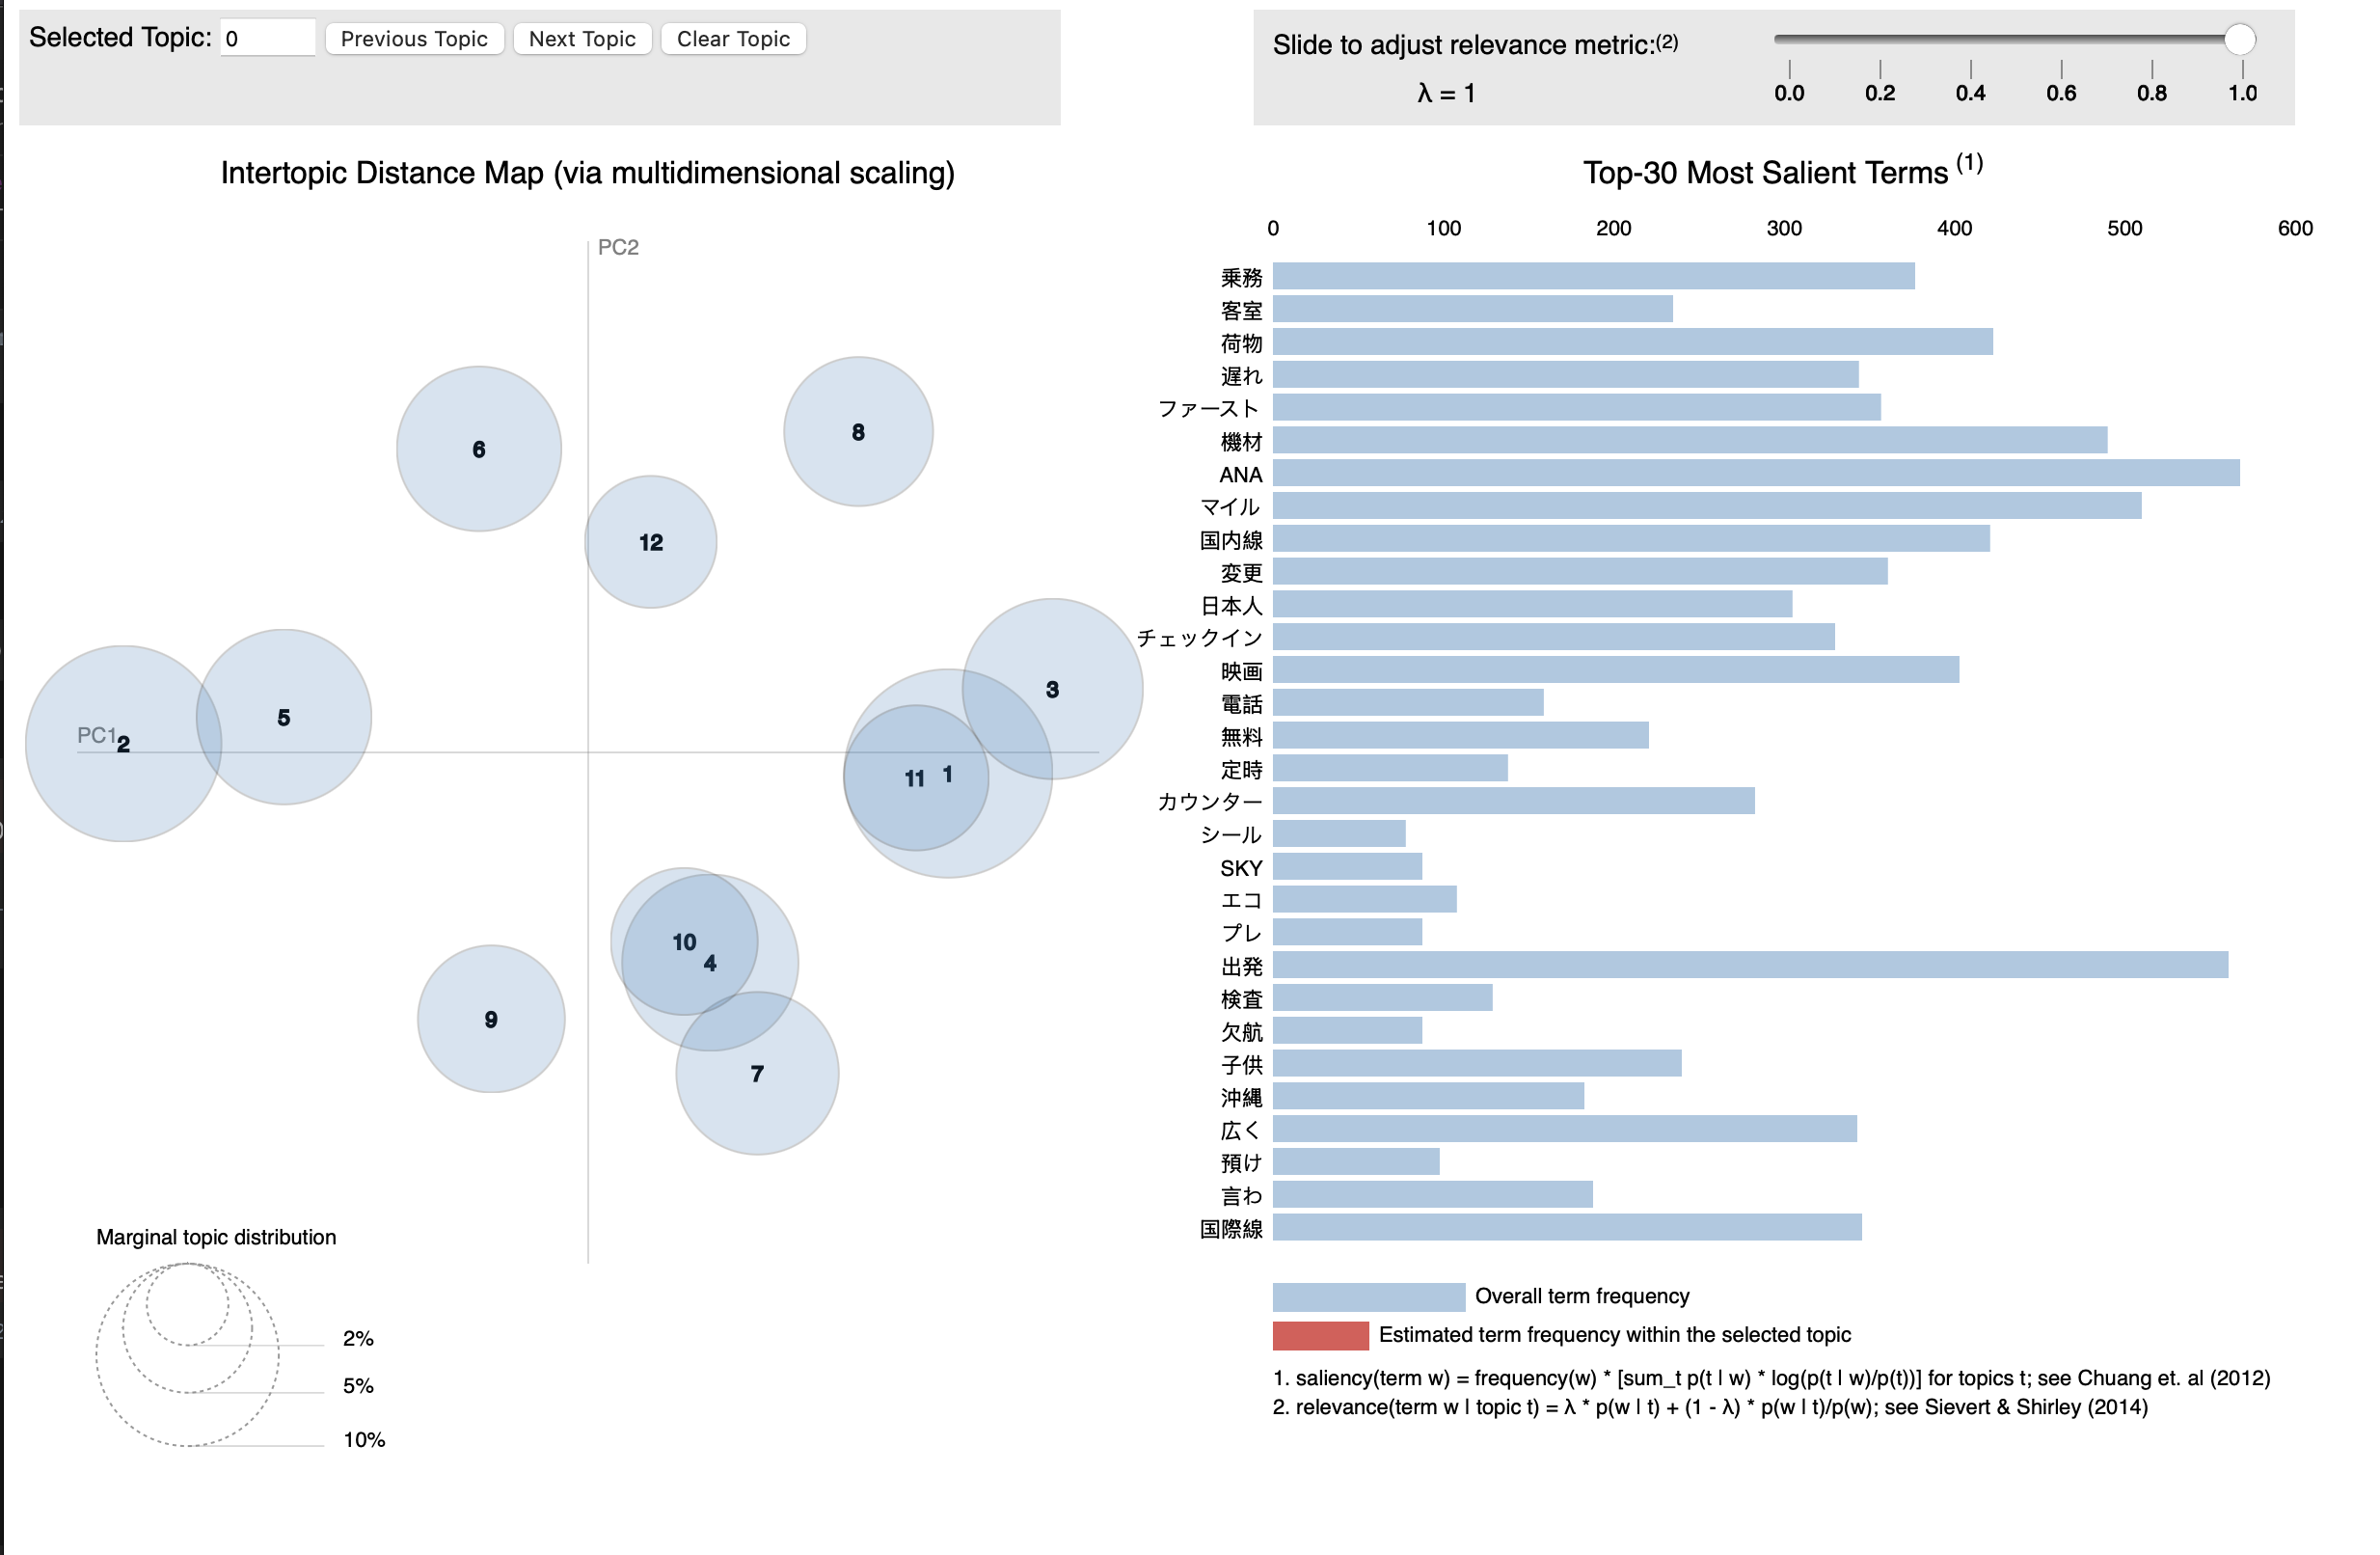 Selected Topic: 0 Previous Topic Next Topic Clear Topic
Slide to adjust relevance metric:(2)
λ = 1
0.0 0.2 0.4 0.6 0.8 1.0
Intertopic Distance Map (via multidimensional scaling)
PC2
6
8
12
3
5
PC1
2
11
1
10
4
9
7
Marginal topic distribution
2%
5%
10%
Top-30 Most Salient Terms (1)
0 100 200 300 400 500 600
乗務
客室
荷物
遅れ
ファースト
機材
ANA
マイル
国内線
変更
日本人
チェックイン
映画
電話
無料
定時
カウンター
シール
SKY
エコ
プレ
出発
検査
欠航
子供
沖縄
広く
預け
言わ
国際線
Overall term frequency
Estimated term frequency within the selected topic
1. saliency(term w) = frequency(w) * [sum_t p(t | w) * log(p(t | w)/p(t))] for topics t; see Chuang et. al (2012)
2. relevance(term w | topic t) = λ * p(w | t) + (1 - λ) * p(w | t)/p(w); see Sievert & Shirley (2014)